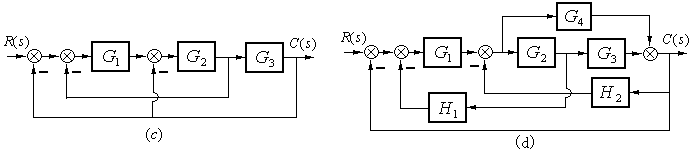 R(s) G₁ G₂ G₃ C(s)
− − −
(c)
G₄
R(s) G₁ G₂ G₃ C(s)
− − −
H₁ H₂
(d)